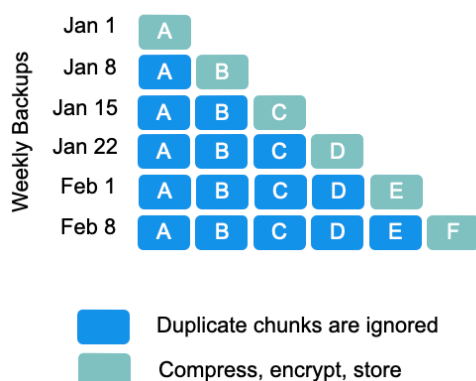 Weekly Backups
Jan 1 A
Jan 8 A B
Jan 15 A B C
Jan 22 A B C D
Feb 1 A B C D E
Feb 8 A B C D E F
Duplicate chunks are ignored
Compress, encrypt, store